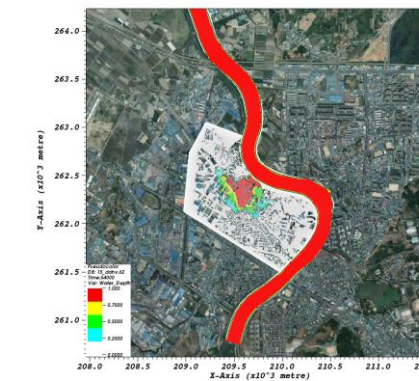 264.0
263.5
263.0
262.5
262.0
261.5
261.0
Y-Axis (x10^3 metre)
Pseudocolor
Var: Water_Depth
1.000
0.7500
0.5000
0.2500
0.0000
208.0 208.5 209.0 209.5 210.0 210.5 211.0
X-Axis (x10^3 metre)